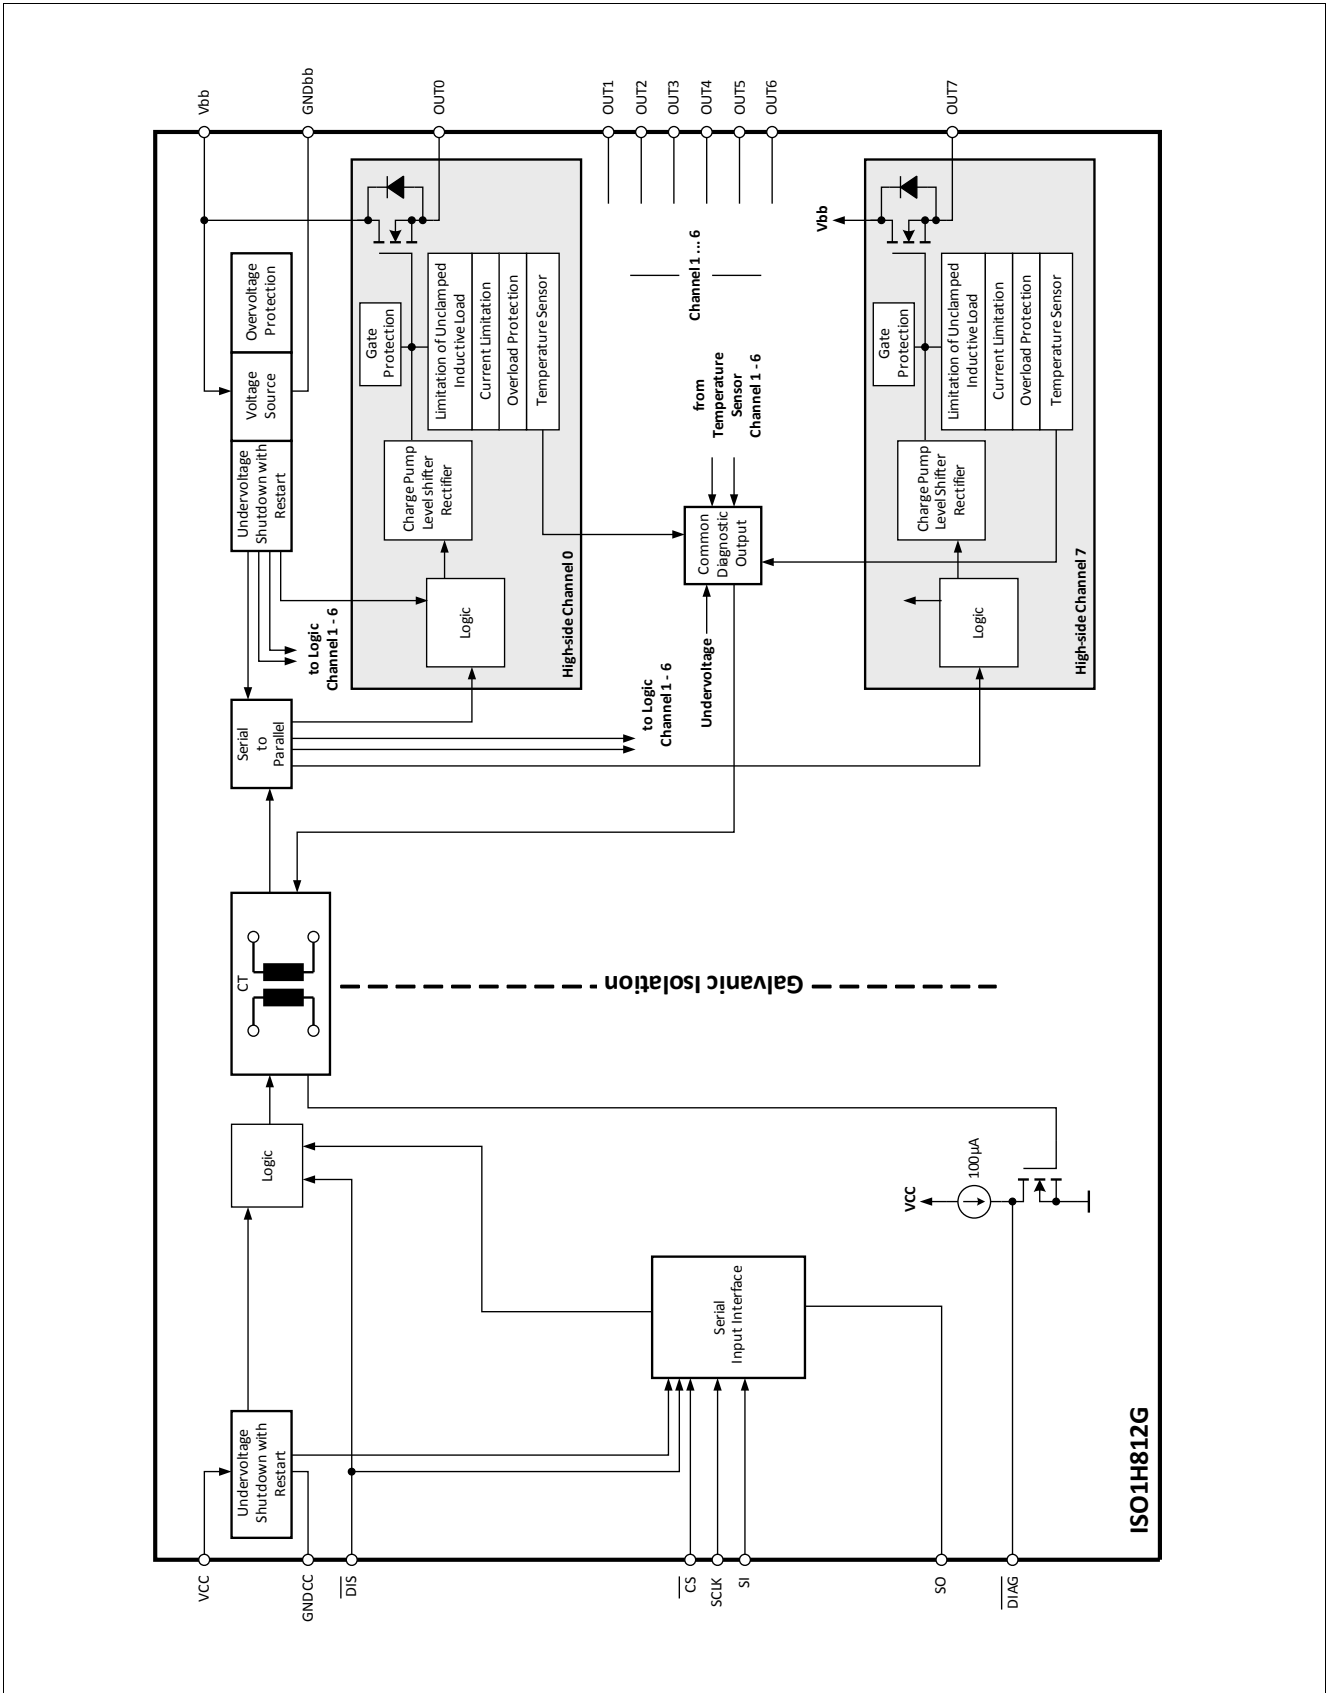 VCC
GNDCC
DIS
CS
SCLK
SI
SO
DIAG
Undervoltage
Shutdown with
Restart
Serial
Input Interface
Logic
VCC
100µA
CT
Galvanic Isolation
Serial
to
Parallel
to Logic
Channel 1 - 6
to Logic
Channel 1 - 6
Undervoltage
Shutdown with
Restart
Voltage
Source
Overvoltage
Protection
Vbb
GNDbb
High-side Channel 0
Logic
Charge Pump
Level shifter
Rectifier
Gate
Protection
Limitation of Unclamped
Inductive Load
Current Limitation
Overload Protection
Temperature Sensor
OUT0
OUT1
OUT2
OUT3
OUT4
OUT5
OUT6
Channel 1 ... 6
from
Temperature
Sensor
Channel 1 - 6
Common
Diagnostic
Output
Undervoltage
High-side Channel 7
Logic
Charge Pump
Level shifter
Rectifier
Gate
Protection
Limitation of Unclamped
Inductive Load
Current Limitation
Overload Protection
Temperature Sensor
Vbb
OUT7
ISO1H812G